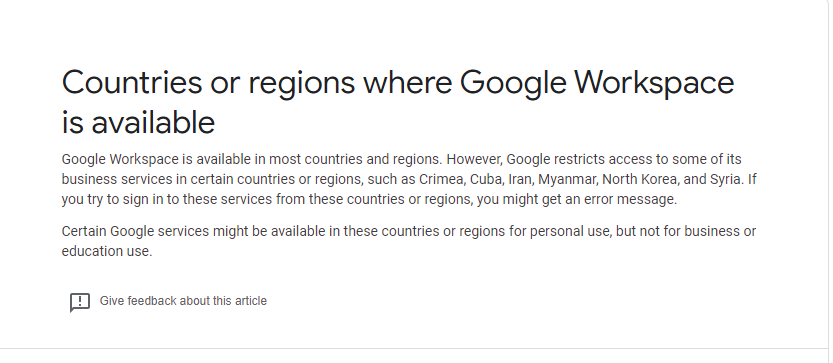 Countries or regions where Google Workspace
is available
Google Workspace is available in most countries and regions. However, Google restricts access to some of its
business services in certain countries or regions, such as Crimea, Cuba, Iran, Myanmar, North Korea, and Syria. If
you try to sign in to these services from these countries or regions, you might get an error message.
Certain Google services might be available in these countries or regions for personal use, but not for business or
education use.
Give feedback about this article